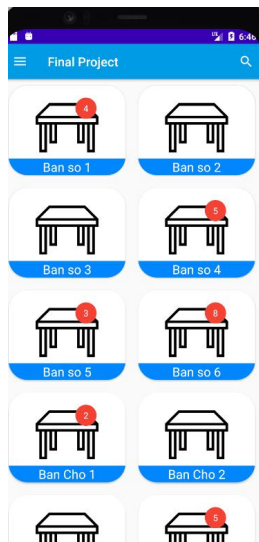 LTE 6:46
Final Project
4
Ban so 1 Ban so 2
5
Ban so 3 Ban so 4
3 8
Ban so 5 Ban so 6
2
Ban Cho 1 Ban Cho 2
5